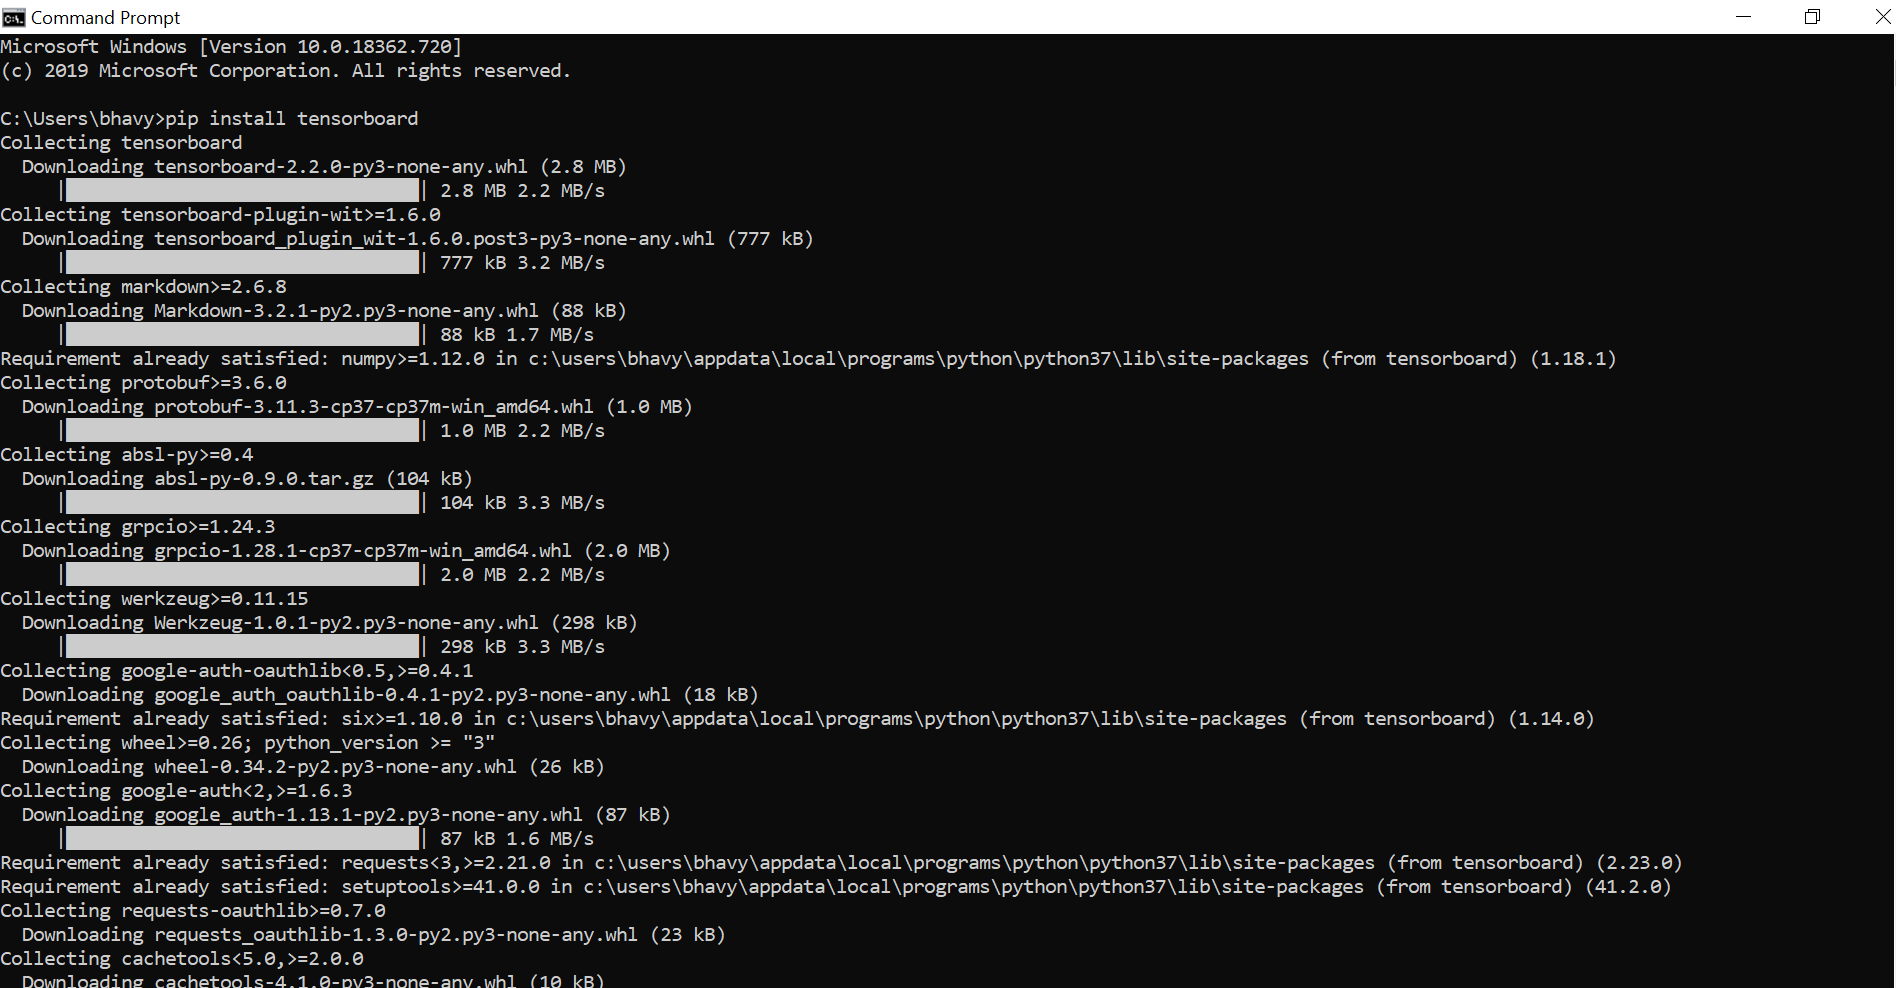 Command Prompt
Microsoft Windows [Version 10.0.18362.720]
(c) 2019 Microsoft Corporation. All rights reserved.
C:\Users\bhavy>pip install tensorboard
Collecting tensorboard
Downloading tensorboard-2.2.0-py3-none-any.whl (2.8 MB)
| | 2.8 MB 2.2 MB/s
Collecting tensorboard-plugin-wit>=1.6.0
Downloading tensorboard_plugin_wit-1.6.0.post3-py3-none-any.whl (777 kB)
| | 777 kB 3.2 MB/s
Collecting markdown>=2.6.8
Downloading Markdown-3.2.1-py2.py3-none-any.whl (88 kB)
| | 88 kB 1.7 MB/s
Requirement already satisfied: numpy>=1.12.0 in c:\users\bhavy\appdata\local\programs\python\python37\lib\site-packages (from tensorboard) (1.18.1)
Collecting protobuf>=3.6.0
Downloading protobuf-3.11.3-cp37-cp37m-win_amd64.whl (1.0 MB)
| | 1.0 MB 2.2 MB/s
Collecting absl-py>=0.4
Downloading absl-py-0.9.0.tar.gz (104 kB)
| | 104 kB 3.3 MB/s
Collecting grpcio>=1.24.3
Downloading grpcio-1.28.1-cp37-cp37m-win_amd64.whl (2.0 MB)
| | 2.0 MB 2.2 MB/s
Collecting werkzeug>=0.11.15
Downloading Werkzeug-1.0.1-py2.py3-none-any.whl (298 kB)
| | 298 kB 3.3 MB/s
Collecting google-auth-oauthlib<0.5,>=0.4.1
Downloading google_auth_oauthlib-0.4.1-py2.py3-none-any.whl (18 kB)
Requirement already satisfied: six>=1.10.0 in c:\users\bhavy\appdata\local\programs\python\python37\lib\site-packages (from tensorboard) (1.14.0)
Collecting wheel>=0.26; python_version >= "3"
Downloading wheel-0.34.2-py2.py3-none-any.whl (26 kB)
Collecting google-auth<2,>=1.6.3
Downloading google_auth-1.13.1-py2.py3-none-any.whl (87 kB)
| | 87 kB 1.6 MB/s
Requirement already satisfied: requests<3,>=2.21.0 in c:\users\bhavy\appdata\local\programs\python\python37\lib\site-packages (from tensorboard) (2.23.0)
Requirement already satisfied: setuptools>=41.0.0 in c:\users\bhavy\appdata\local\programs\python\python37\lib\site-packages (from tensorboard) (41.2.0)
Collecting requests-oauthlib>=0.7.0
Downloading requests_oauthlib-1.3.0-py2.py3-none-any.whl (23 kB)
Collecting cachetools<5.0,>=2.0.0
Downloading cachetools-4.1.0-py3-none-any.whl (10 kB)